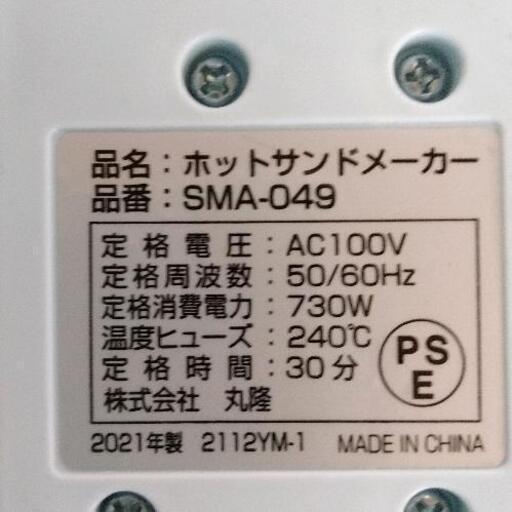 品名：ホットサンドメーカー
品番：SMA-049
定格電圧：AC100V
定格周波数：50/60Hz
定格消費電力：730W
温度ヒューズ：240℃
定格時間：30分
株式会社 丸隆
PSE
2021年製 2112YM-1 MADE IN CHINA